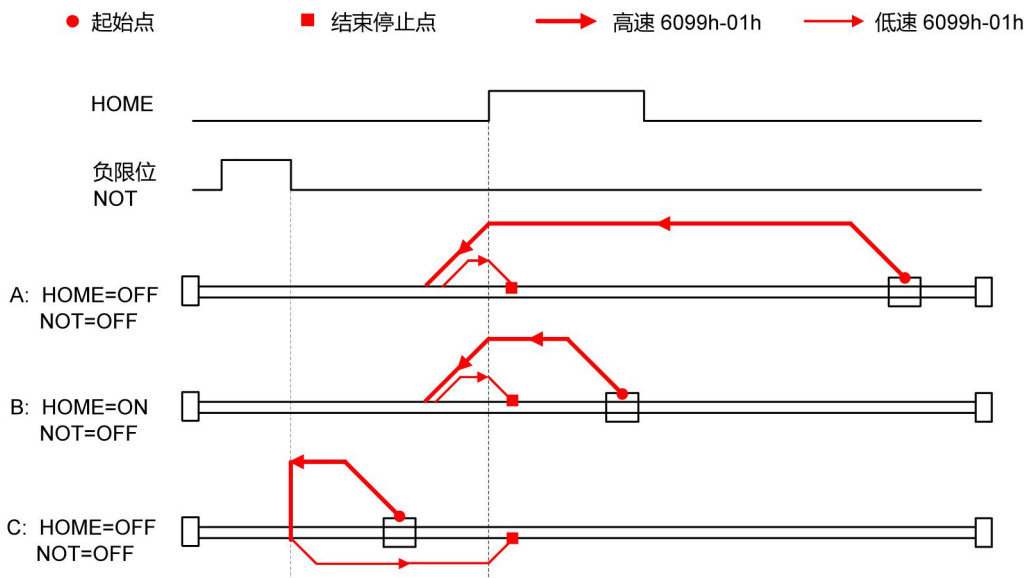 起始点 结束停止点 高速 6099h-01h 低速 6099h-01h
HOME
负限位
NOT
A: HOME=OFF
NOT=OFF
B: HOME=ON
NOT=OFF
C: HOME=OFF
NOT=OFF